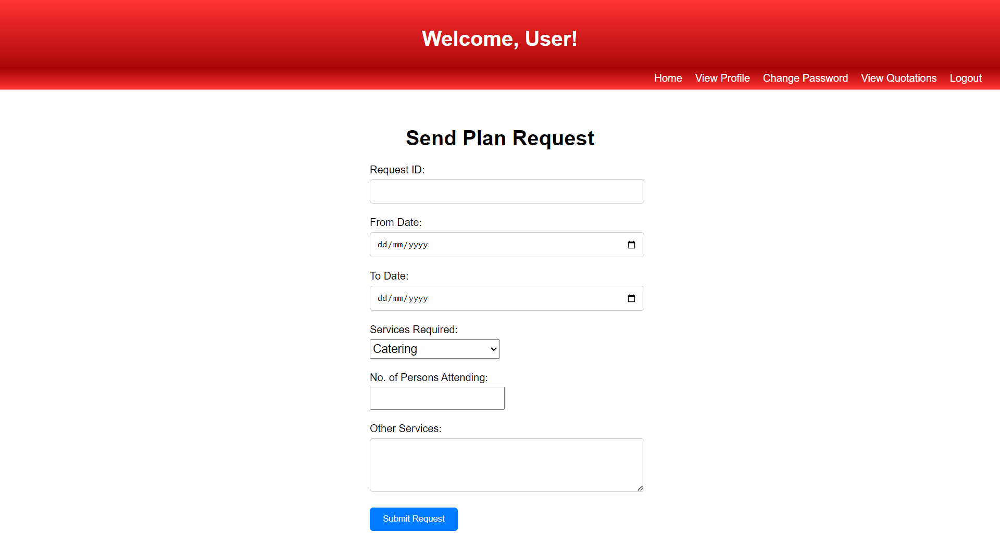 Welcome, User!
Home View Profile Change Password View Quotations Logout
Send Plan Request
Request ID:
From Date:
dd/mm/yyyy
To Date:
dd/mm/yyyy
Services Required:
Catering
No. of Persons Attending:
Other Services:
Submit Request